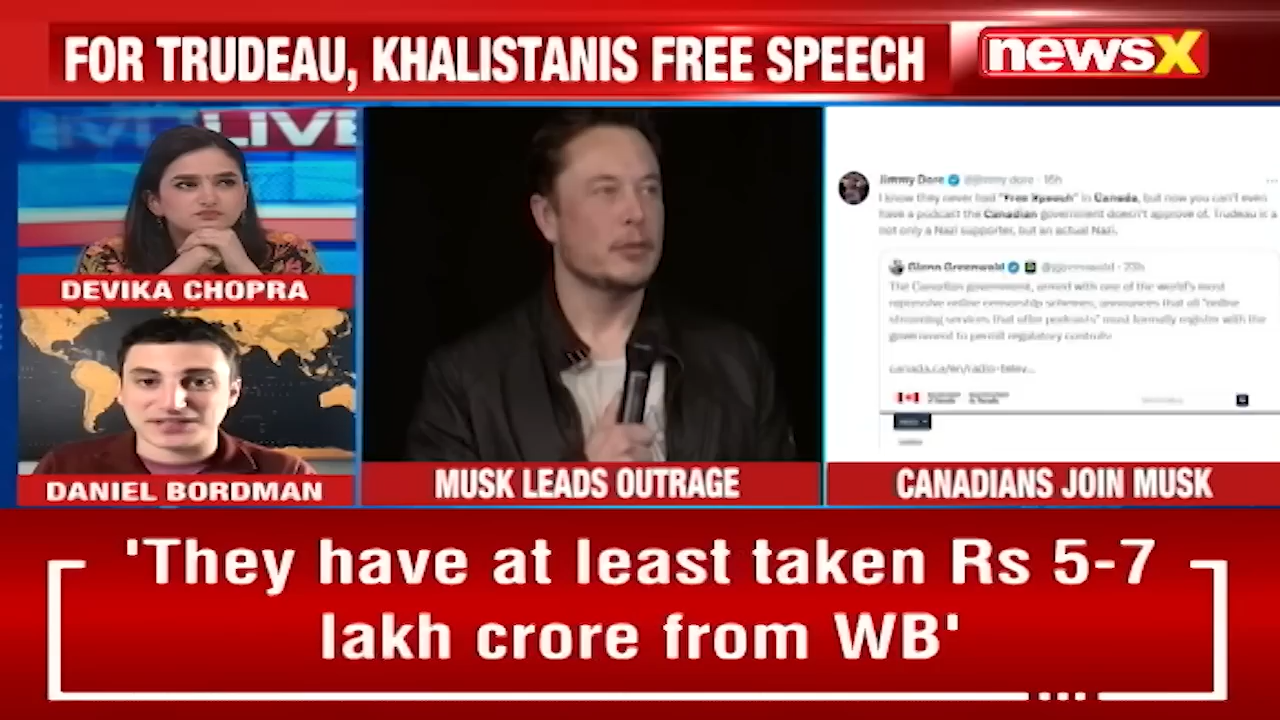 FOR TRUDEAU, KHALISTANIS FREE SPEECH
newsX
LIVE
DEVIKA CHOPRA
DANIEL BORDMAN
MUSK LEADS OUTRAGE
Jimmy Dore @jimmy_dore · 16h
I know they never had "Free Speech" in Canada, but now you can't even
have a podcast the Canadian government doesn't approve of. Trudeau is
not only a Nazi supporter, but an actual Nazi.
Glenn Greenwald @ggreenwald
The Canadian government, armed with one of the world's most
repressive online censorship schemes, announces that all "online
streaming services that offer podcasts" must formally register with the
government to permit regulatory controls:
CANADIANS JOIN MUSK
'They have at least taken Rs 5-7
lakh crore from WB'